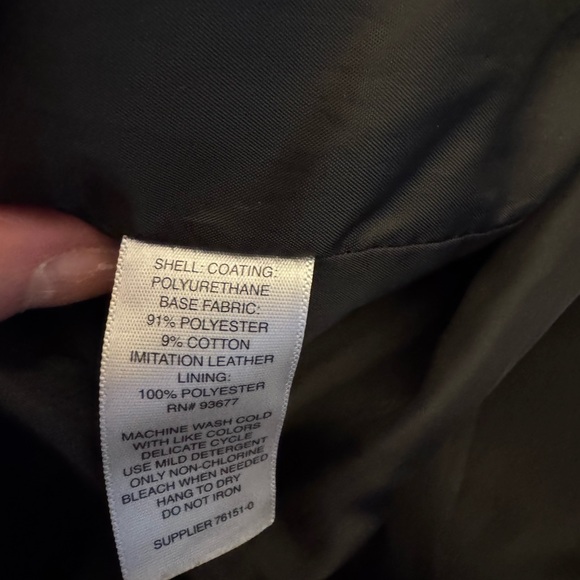 SHELL: COATING:
POLYURETHANE
BASE FABRIC:
91% POLYESTER
9% COTTON
IMITATION LEATHER
LINING:
100% POLYESTER
RN# 93677
MACHINE WASH COLD
WITH LIKE COLORS
DELICATE CYCLE
USE MILD DETERGENT
ONLY NON-CHLORINE
BLEACH WHEN NEEDED
HANG TO DRY
DO NOT IRON
SUPPLIER 76151-0